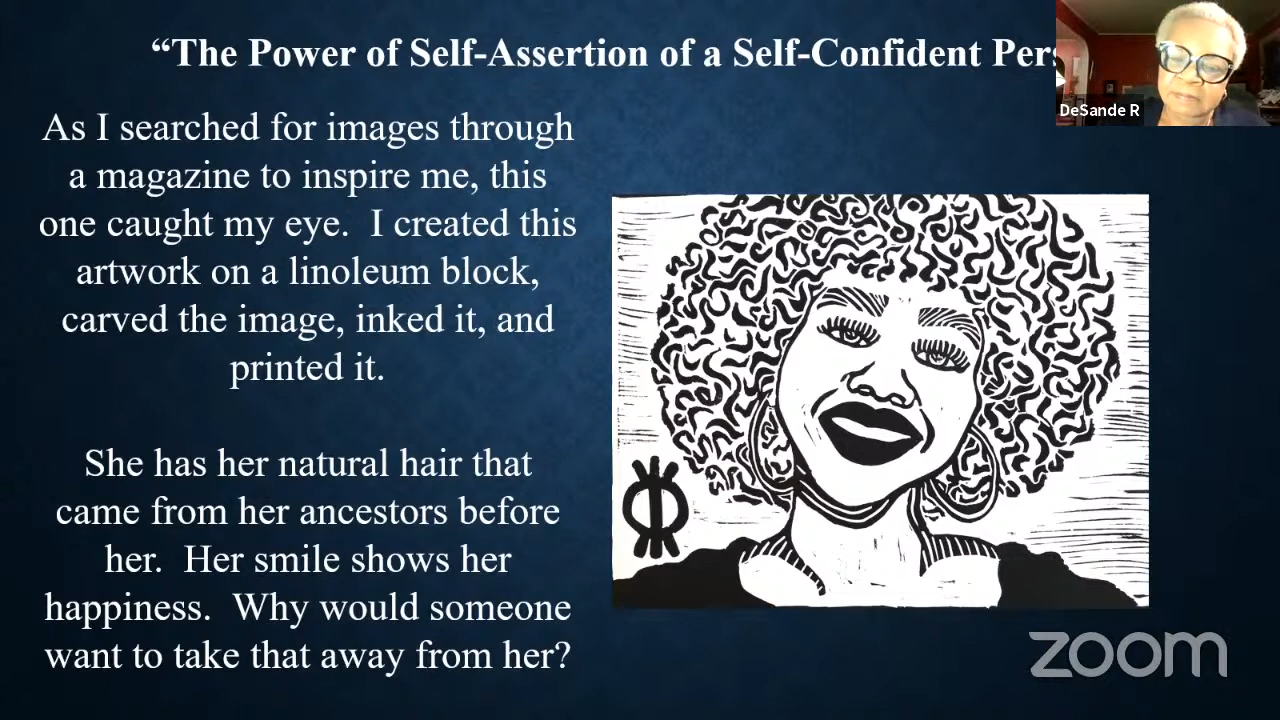 “The Power of Self-Assertion of a Self-Confident
DeSande R
As I searched for images through
a magazine to inspire me, this
one caught my eye.  I created this
artwork on a linoleum block,
carved the image, inked it, and
printed it.
She has her natural hair that
came from her ancestors before
her.  Her smile shows her
happiness.  Why would someone
want to take that away from her?
zoom